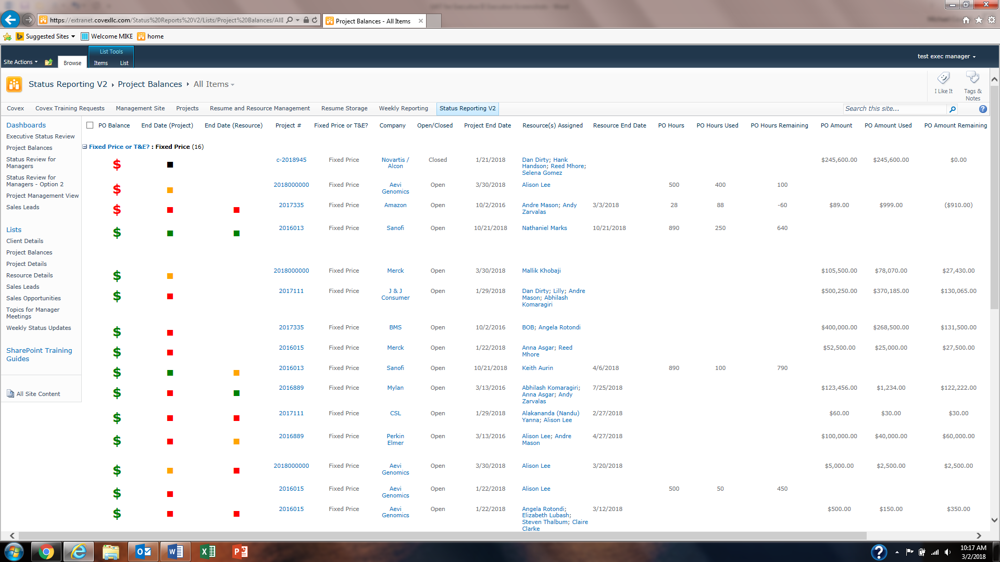 https://extranet.covexllc.com/Status%20Reports%20V2/Lists/Project%20Balances/AllI
Project Balances - All Items
Suggested Sites
Welcome MIKE
home
List Tools
Site Actions
Browse
Items
List
test exec manager
Status Reporting V2 Project Balances All Items
I Like It
Tags & Notes
Covex Covex Training Requests Management Site Projects Resume and Resource Management Resume Storage Weekly Reporting Status Reporting V2
Search this site...
Dashboards
Executive Status Review
Project Balances
Status Review for
Managers
Status Review for
Managers - Option 2
Project Management View
Sales Leads
Lists
Client Details
Project Balances
Project Details
Resource Details
Sales Leads
Sales Opportunities
Topics for Manager
Meetings
Weekly Status Updates
SharePoint Training
Guides
All Site Content
PO Balance End Date (Project) End Date (Resource) Project # Fixed Price or T&E? Company Open/Closed Project End Date Resource(s) Assigned Resource End Date PO Hours PO Hours Used PO Hours Remaining PO Amount PO Amount Used PO Amount Remaining
Fixed Price or T&E? : Fixed Price (16)
$ c-2018945 Fixed Price Novartis / Closed 1/21/2018 Dan Dirty; Hank $245,600.00 $245,600.00 $0.00
Alcon Handson; Reed Mhore;
Selena Gomez
$ 2018000000 Fixed Price Aevi Open 3/30/2018 Alison Lee 500 400 100
Genomics
$ 2017335 Fixed Price Amazon Open 10/2/2016 Andre Mason; Andy 3/3/2018 28 88 -60 $89.00 $999.00 ($910.00)
Zarvalas
$ 2016013 Fixed Price Sanofi Open 10/21/2018 Nathaniel Marks 10/21/2018 890 250 640
$ 2018000000 Fixed Price Merck Open 3/30/2018 Mallik Khobaji $105,500.00 $78,070.00 $27,430.00
$ 2017111 Fixed Price J & J Open 1/29/2018 Dan Dirty; Lilly; Andre $500,250.00 $370,185.00 $130,065.00
Consumer Mason; Abhilash
Komaragiri
$ 2017335 Fixed Price BMS Open 10/2/2016 BOB; Angela Rotondi $400,000.00 $268,500.00 $131,500.00
$ 2016015 Fixed Price Merck Open 1/22/2018 Anna Asgar; Reed $52,500.00 $25,000.00 $27,500.00
Mhore
$ 2016013 Fixed Price Sanofi Open 10/21/2018 Keith Aurin 4/6/2018 890 100 790
$ 2016889 Fixed Price Mylan Open 3/13/2016 Abhilash Komaragiri; 7/25/2018 $123,456.00 $1,234.00 $122,222.00
Anna Asgar; Andy
Zarvalas
$ 2017111 Fixed Price CSL Open 1/29/2018 Alakananda (Nandu) 2/27/2018 $60.00 $30.00 $30.00
Yanna; Alison Lee
$ 2016889 Fixed Price Perkin Open 3/13/2016 Alison Lee; Andre 4/27/2018 $100,000.00 $40,000.00 $60,000.00
Elmer Mason
$ 2018000000 Fixed Price Aevi Open 3/30/2018 Alison Lee 3/20/2018 $5,000.00 $2,500.00 $2,500.00
Genomics
$ 2016015 Fixed Price Aevi Open 1/22/2018 Alison Lee 500 50 450
Genomics
$ 2016015 Fixed Price Aevi Open 1/22/2018 Angela Rotondi; 3/12/2018 $500.00 $150.00 $350.00
Genomics Elizabeth Lubash;
Steven Thalbum; Claire
Clarke
10:17 AM
3/2/2018